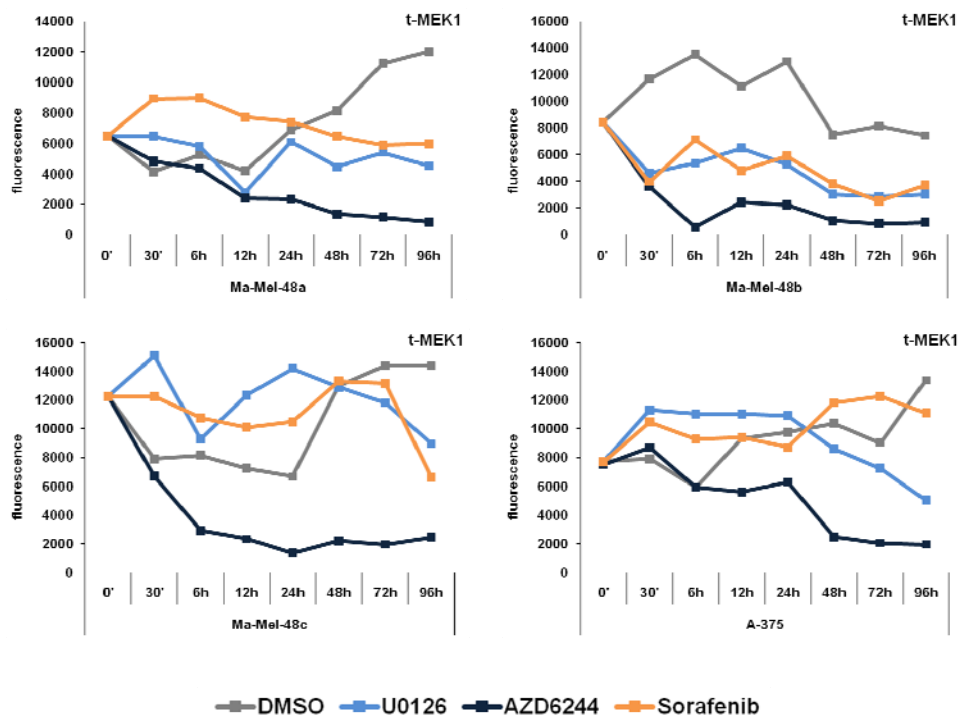 t-MEK1
14000
12000
10000
8000
6000
4000
2000
0
fluorescence
0' 30' 6h 12h 24h 48h 72h 96h
Ma-Mel-48a
t-MEK1
16000
14000
12000
10000
8000
6000
4000
2000
0
fluorescence
0' 30' 6h 12h 24h 48h 72h 96h
Ma-Mel-48b
t-MEK1
16000
14000
12000
10000
8000
6000
4000
2000
0
fluorescence
0' 30' 6h 12h 24h 48h 72h 96h
Ma-Mel-48c
t-MEK1
16000
14000
12000
10000
8000
6000
4000
2000
0
fluorescence
0' 30' 6h 12h 24h 48h 72h 96h
A-375
DMSO U0126 AZD6244 Sorafenib